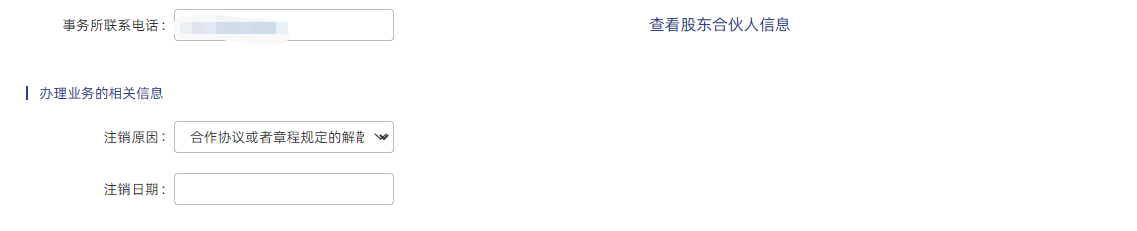 事务所联系电话： 查看股东合伙人信息
办理业务的相关信息
注销原因： 合作协议或者章程规定的解散
注销日期：